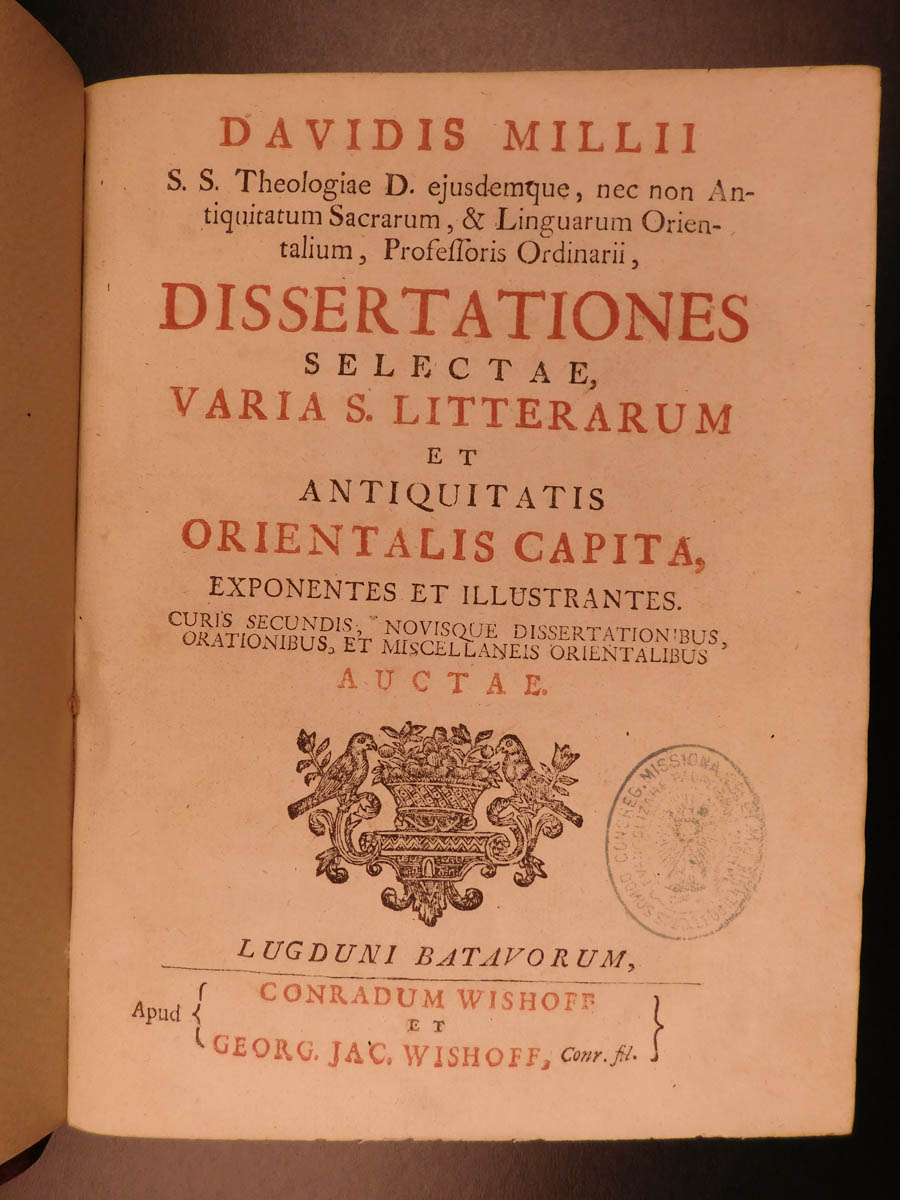 DAVIDIS MILLII
S. S. Theologiae D. ejusdemque, nec non An-
tiquitatum Sacrarum, & Linguarum Orien-
talium, Professoris Ordinarii,
DISSERTATIONES
SELECTAE,
VARIA S. LITTERARUM
ET
ANTIQUITATIS
ORIENTALIS CAPITA,
EXPONENTES ET ILLUSTRANTES.
CURIS SECUNDIS, NOVISQUE DISSERTATIONIBUS,
ORATIONIBUS, ET MISCELLANEIS ORIENTALIBUS
AUCTAE.
CONGREG. MISSIONA
LUGDUNI BATAVORUM,
Apud { CONRADUM WISHOFF
ET
GEORG. JAC. WISHOFF, Conr. fil. }